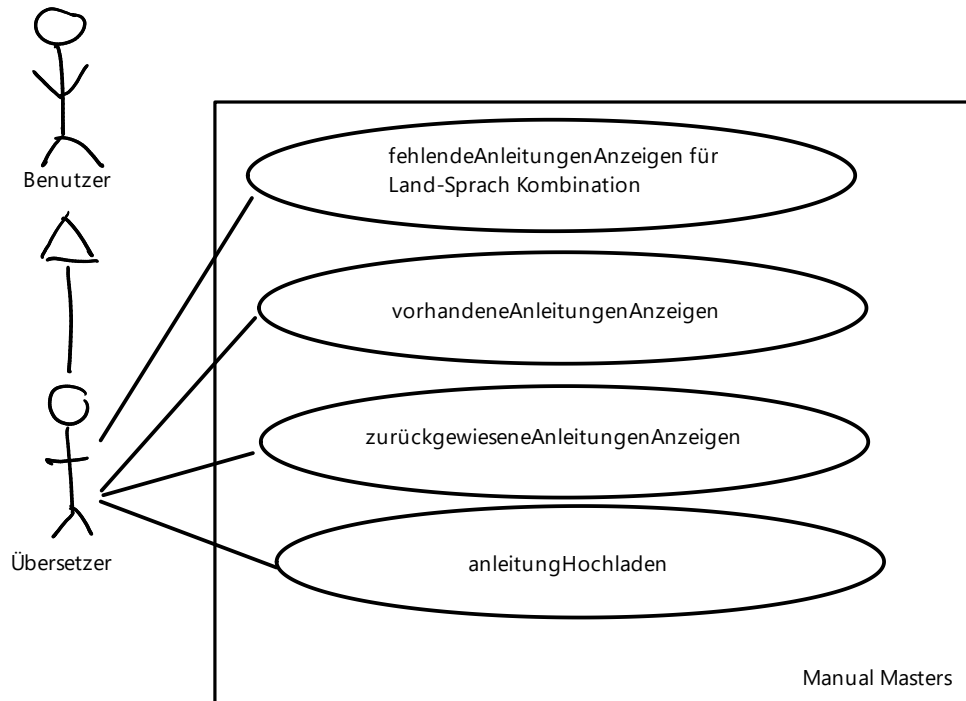 Benutzer
fehlendeAnleitungenAnzeigen für
Land-Sprach Kombination
vorhandeneAnleitungenAnzeigen
zurückgewieseneAnleitungenAnzeigen
Übersetzer
anleitungHochladen
Manual Masters